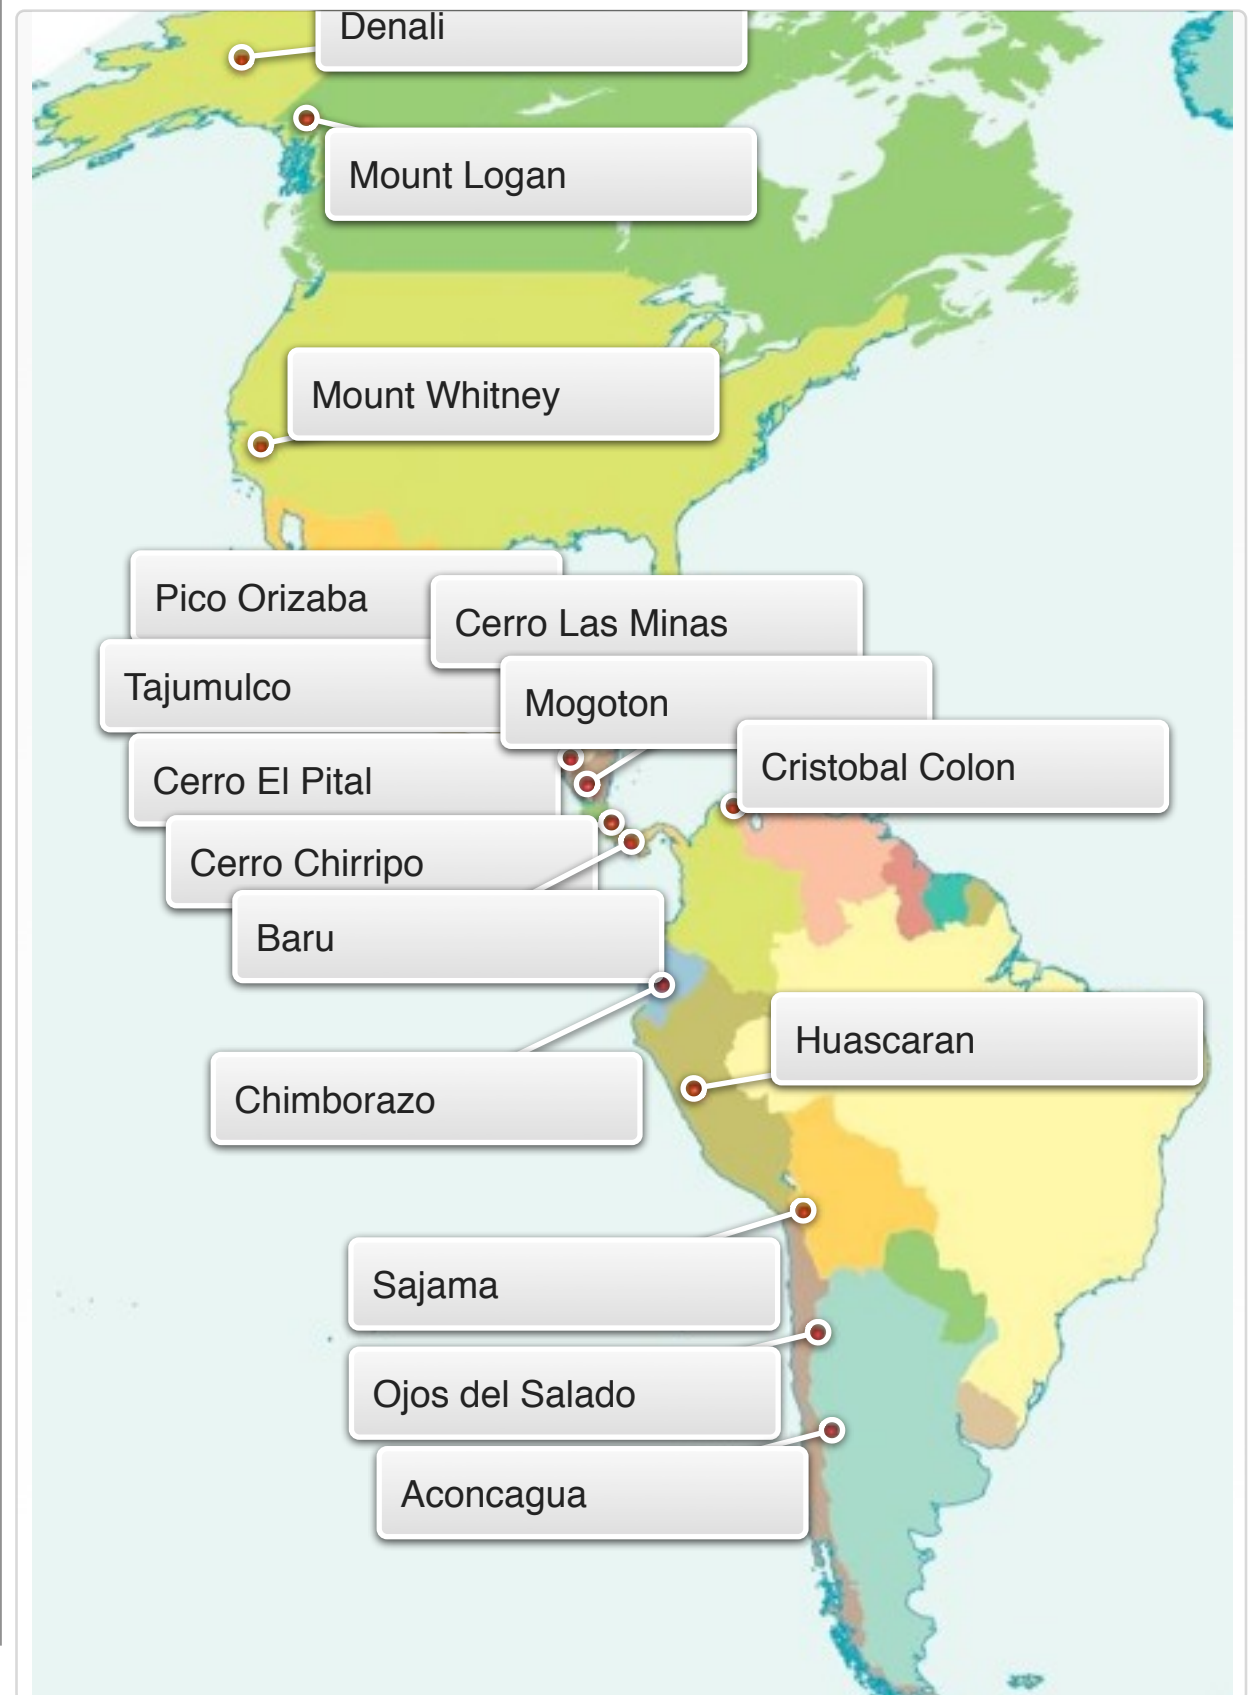 Denali
Mount Logan
Mount Whitney
Pico Orizaba
Cerro Las Minas
Tajumulco
Mogoton
Cristobal Colon
Cerro El Pital
Cerro Chirripo
Baru
Huascaran
Chimborazo
Sajama
Ojos del Salado
Aconcagua